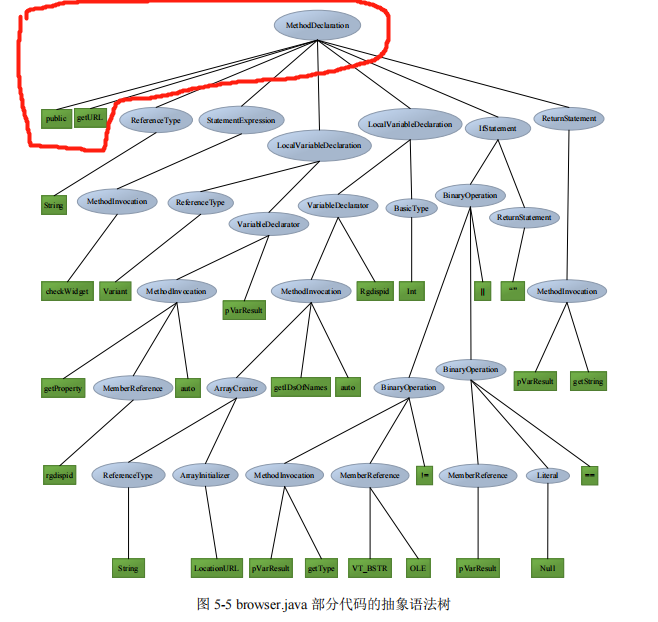 MethodDeclaration
public
getURL
ReferenceType
StatementExpression
LocalVariableDeclaration
LocalVariableDeclaration
IfStatement
ReturnStatement
String
MethodInvocation
ReferenceType
VariableDeclarator
VariableDeclarator
BasicType
BinaryOperation
ReturnStatement
checkWidget
Variant
MethodInvocation
pVarResult
MethodInvocation
Rgdispid
Int
||
“”
MethodInvocation
getProperty
MemberReference
auto
ArrayCreator
getIDsOfNames
auto
BinaryOperation
BinaryOperation
pVarResult
getString
rgdispid
ReferenceType
ArrayInitializer
MethodInvocation
MemberReference
!=
MemberReference
Literal
==
String
LocationURL
pVarResult
getType
VT_BSTR
OLE
pVarResult
Null
图 5-5 browser.java 部分代码的抽象语法树